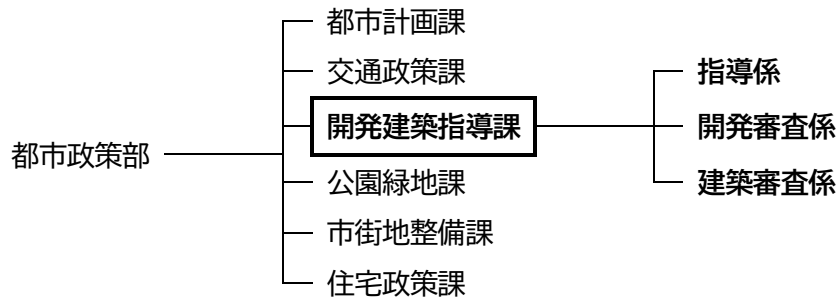 都市政策部
都市計画課
交通政策課
開発建築指導課
公園緑地課
市街地整備課
住宅政策課
指導係
開発審査係
建築審査係